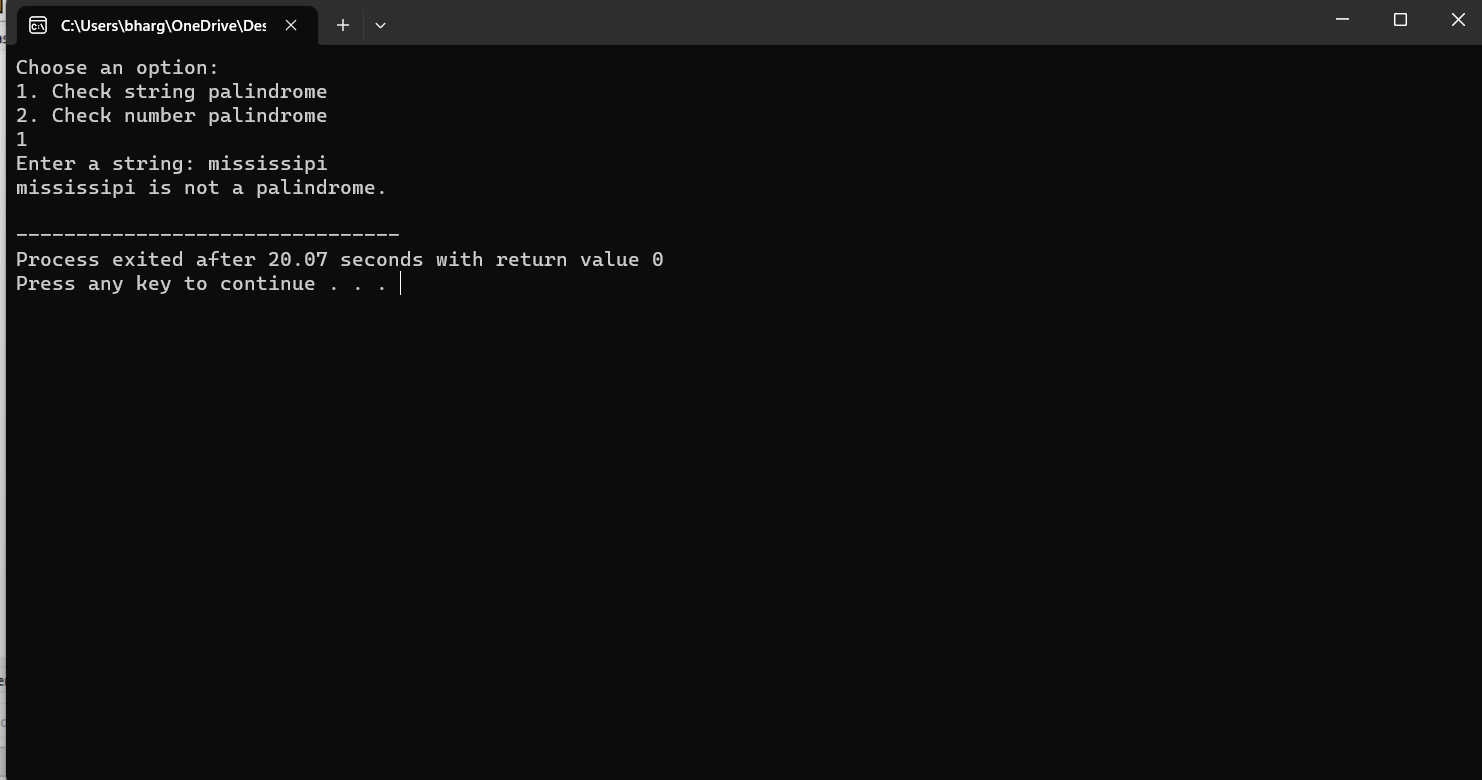 C:\Users\bharg\OneDrive\Des
Choose an option:
1. Check string palindrome
2. Check number palindrome
1
Enter a string: mississipi
mississipi is not a palindrome.
--------------------------------
Process exited after 20.07 seconds with return value 0
Press any key to continue . . .